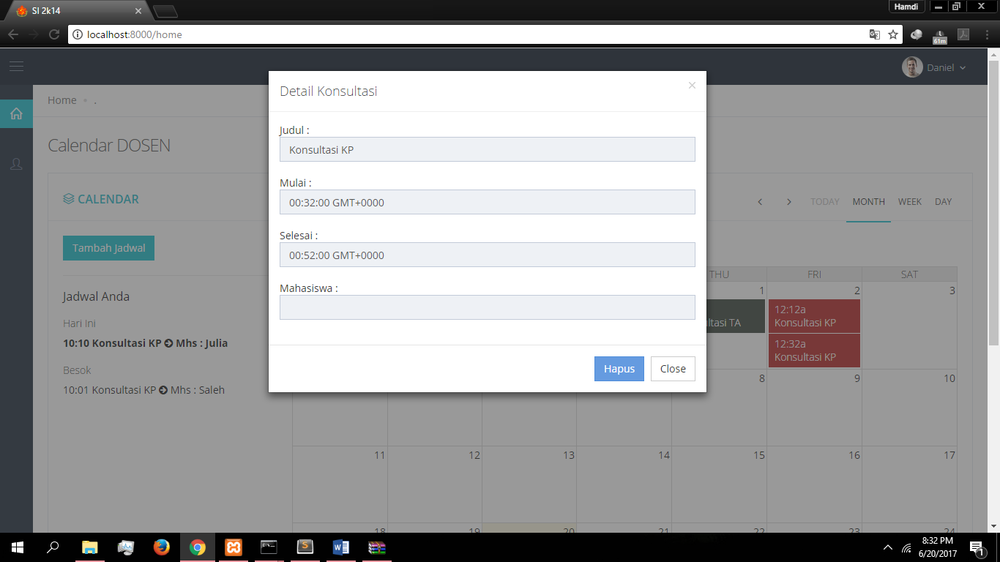 SI 2k14
Hamdi
localhost:8000/home
61m
Daniel
Home
.
Calendar DOSEN
CALENDAR
Tambah Jadwal
Jadwal Anda
Hari Ini
10:10 Konsultasi KP Mhs : Julia
Besok
10:01 Konsultasi KP Mhs : Saleh
Detail Konsultasi
×
Judul :
Konsultasi KP
Mulai :
00:32:00 GMT+0000
Selesai :
00:52:00 GMT+0000
Mahasiswa :
Hapus Close
TODAY MONTH WEEK DAY
THU FRI SAT
1 2 3
ltasi TA
12:12a
Konsultasi KP
12:32a
Konsultasi KP
8 9 10
11 12 13 14 15 16 17
18 19 20 21 22 23 24
8:32 PM
6/20/2017
1